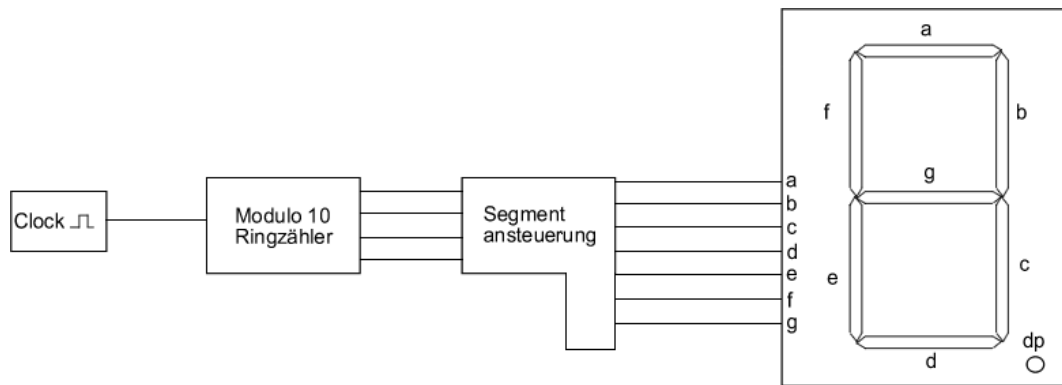 Clock
Modulo 10
Ringzähler
Segment
ansteuerung
a
b
c
d
e
f
g
a
f
b
g
e
c
d
dp